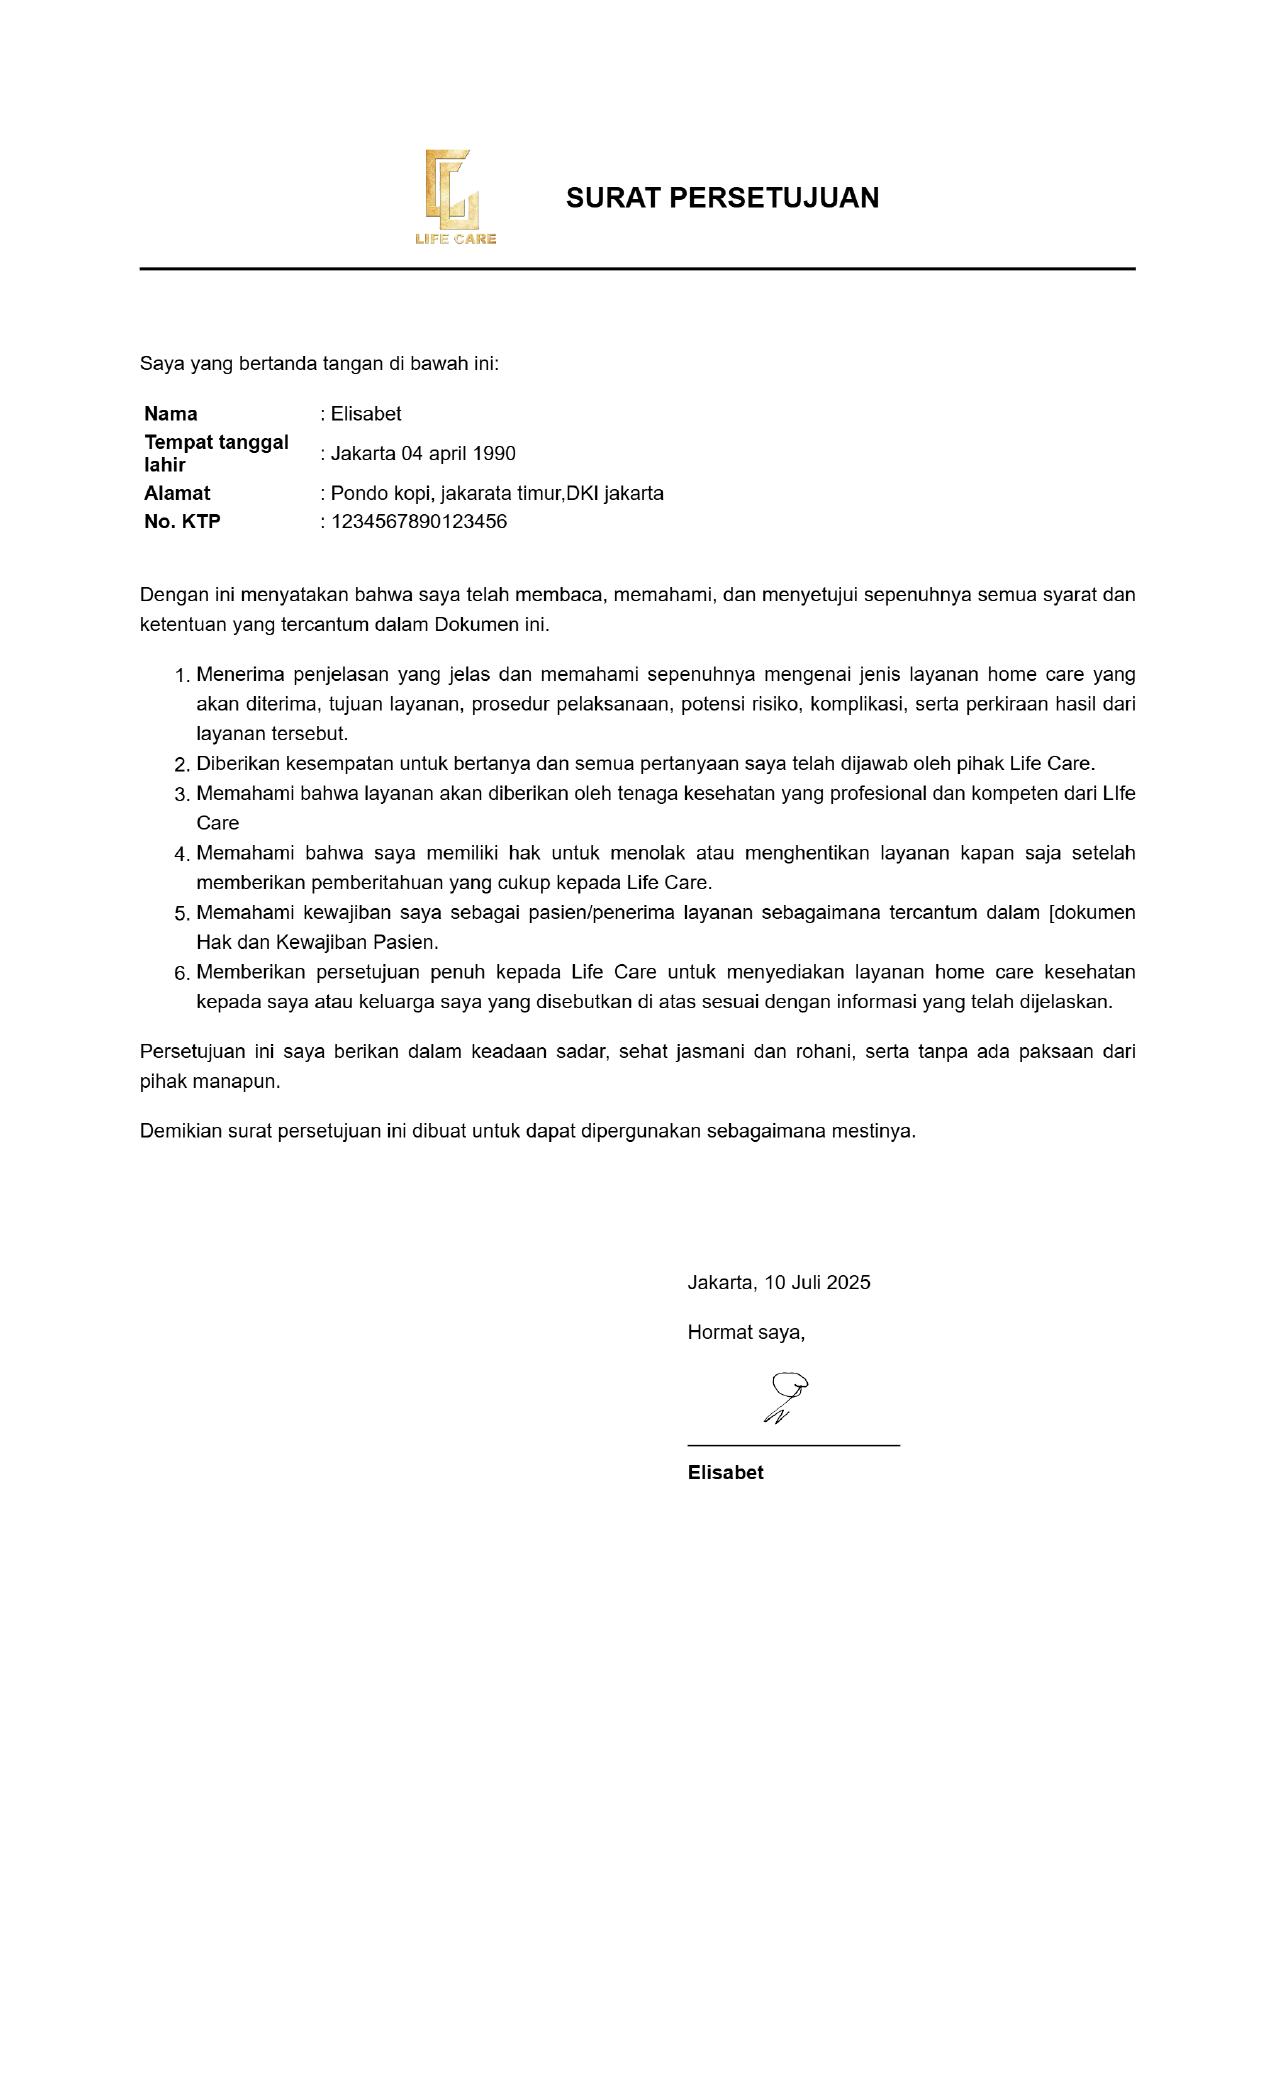 LIFE CARE
SURAT PERSETUJUAN
Saya yang bertanda tangan di bawah ini:
Nama : Elisabet
Tempat tanggal
lahir : Jakarta 04 april 1990
Alamat : Pondo kopi, jakarata timur,DKI jakarta
No. KTP : 1234567890123456
Dengan ini menyatakan bahwa saya telah membaca, memahami, dan menyetujui sepenuhnya semua syarat dan
ketentuan yang tercantum dalam Dokumen ini.
1. Menerima penjelasan yang jelas dan memahami sepenuhnya mengenai jenis layanan home care yang
akan diterima, tujuan layanan, prosedur pelaksanaan, potensi risiko, komplikasi, serta perkiraan hasil dari
layanan tersebut.
2. Diberikan kesempatan untuk bertanya dan semua pertanyaan saya telah dijawab oleh pihak Life Care.
3. Memahami bahwa layanan akan diberikan oleh tenaga kesehatan yang profesional dan kompeten dari LIfe
Care
4. Memahami bahwa saya memiliki hak untuk menolak atau menghentikan layanan kapan saja setelah
memberikan pemberitahuan yang cukup kepada Life Care.
5. Memahami kewajiban saya sebagai pasien/penerima layanan sebagaimana tercantum dalam [dokumen
Hak dan Kewajiban Pasien.
6. Memberikan persetujuan penuh kepada Life Care untuk menyediakan layanan home care kesehatan
kepada saya atau keluarga saya yang disebutkan di atas sesuai dengan informasi yang telah dijelaskan.
Persetujuan ini saya berikan dalam keadaan sadar, sehat jasmani dan rohani, serta tanpa ada paksaan dari
pihak manapun.
Demikian surat persetujuan ini dibuat untuk dapat dipergunakan sebagaimana mestinya.
Jakarta, 10 Juli 2025
Hormat saya,
Elisabet